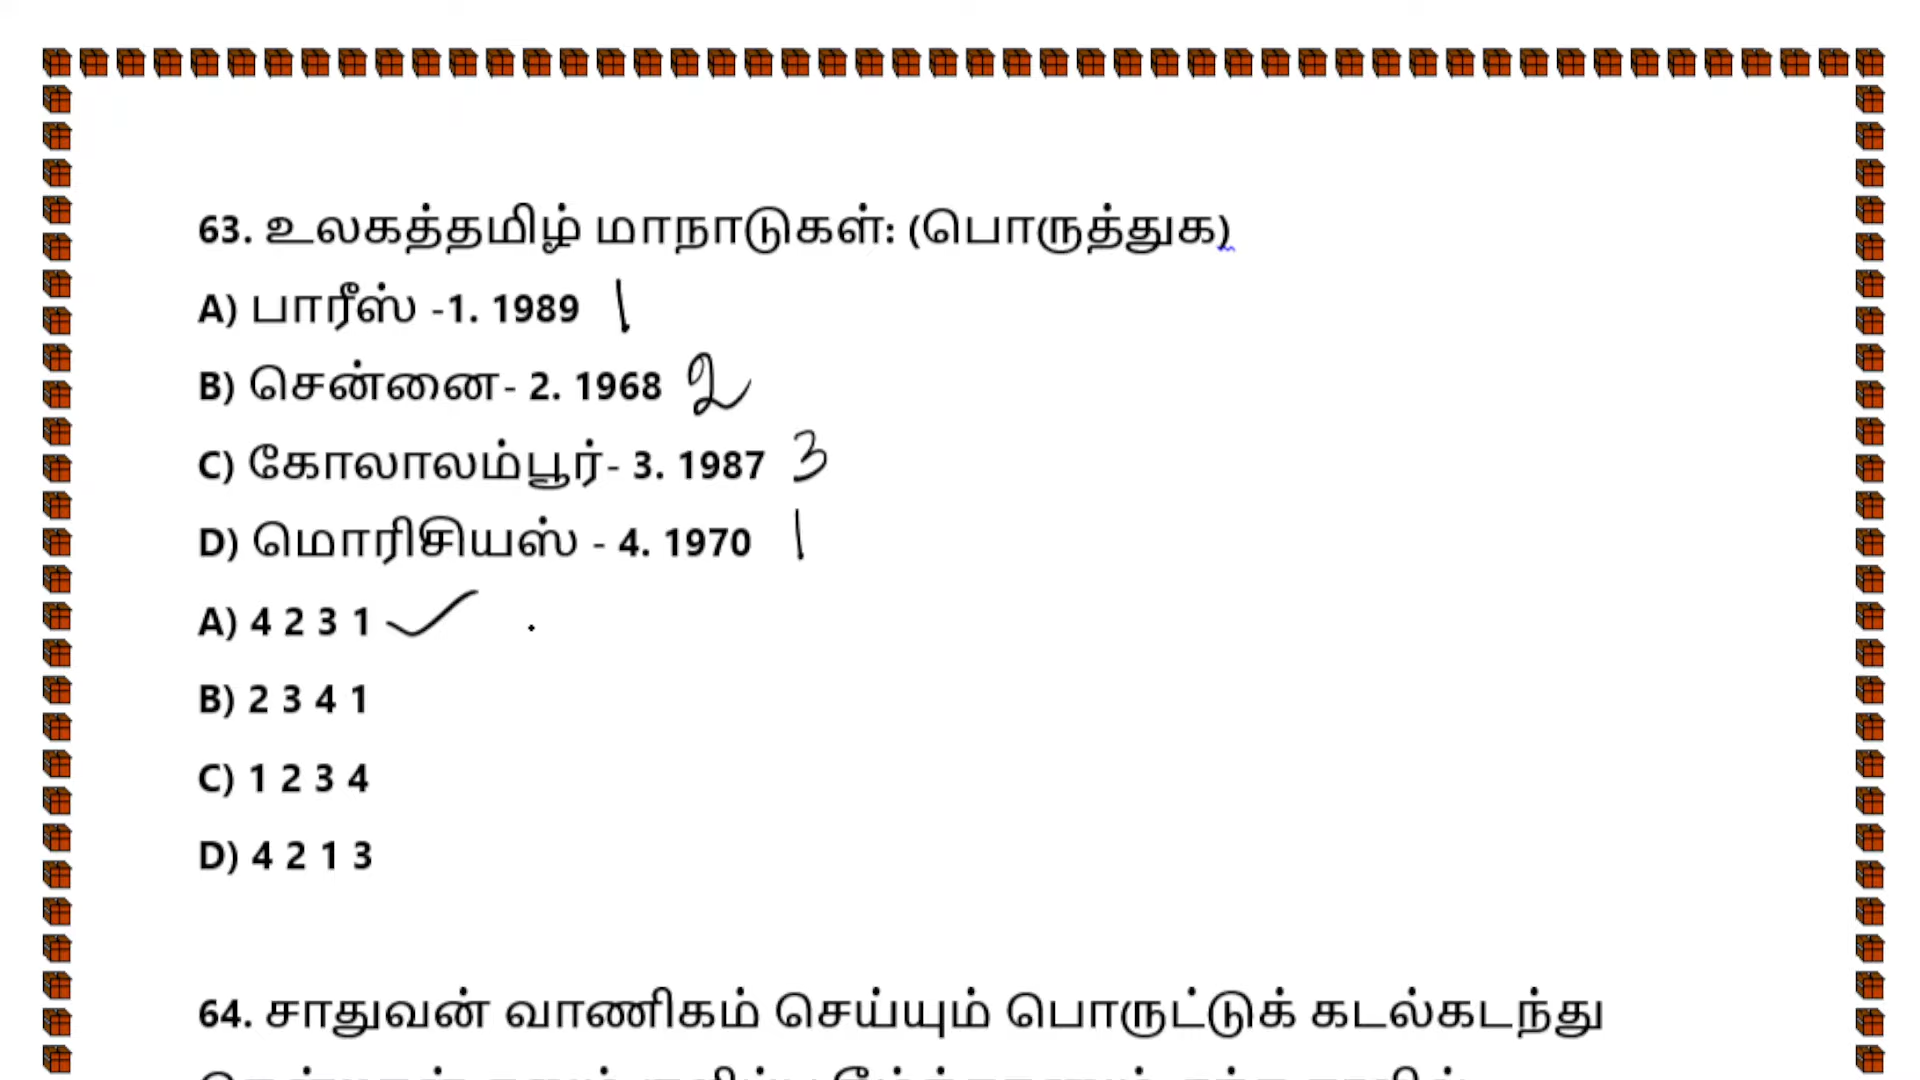 63. உலகத்தமிழ் மாநாடுகள்: (பொருத்துக)
A) பாரீஸ் -1. 1989 1
B) சென்னை- 2. 1968 2
C) கோலாலம்பூர்- 3. 1987 3
D) மொரிசியஸ் - 4. 1970 1
A) 4 2 3 1
B) 2 3 4 1
C) 1 2 3 4
D) 4 2 1 3
64. சாதுவன் வாணிகம் செய்யும் பொருட்டுக் கடல்கடந்து